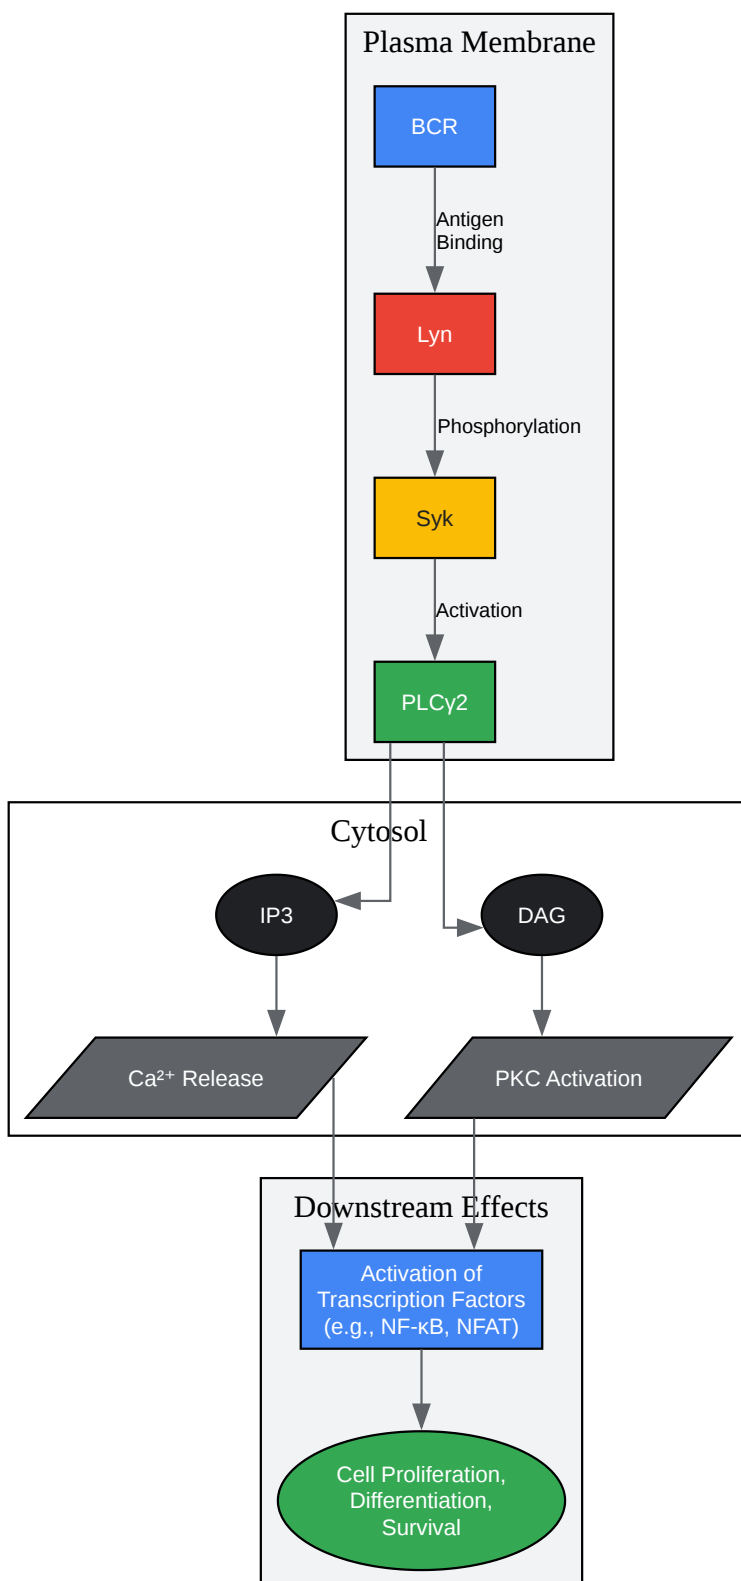 Plasma Membrane
BCR
Antigen
Binding
Lyn
Phosphorylation
Syk
Activation
PLCγ2
Cytosol
IP3
DAG
Ca²⁺ Release
PKC Activation
Downstream Effects
Activation of
Transcription Factors
(e.g., NF-κB, NFAT)
Cell Proliferation,
Differentiation,
Survival